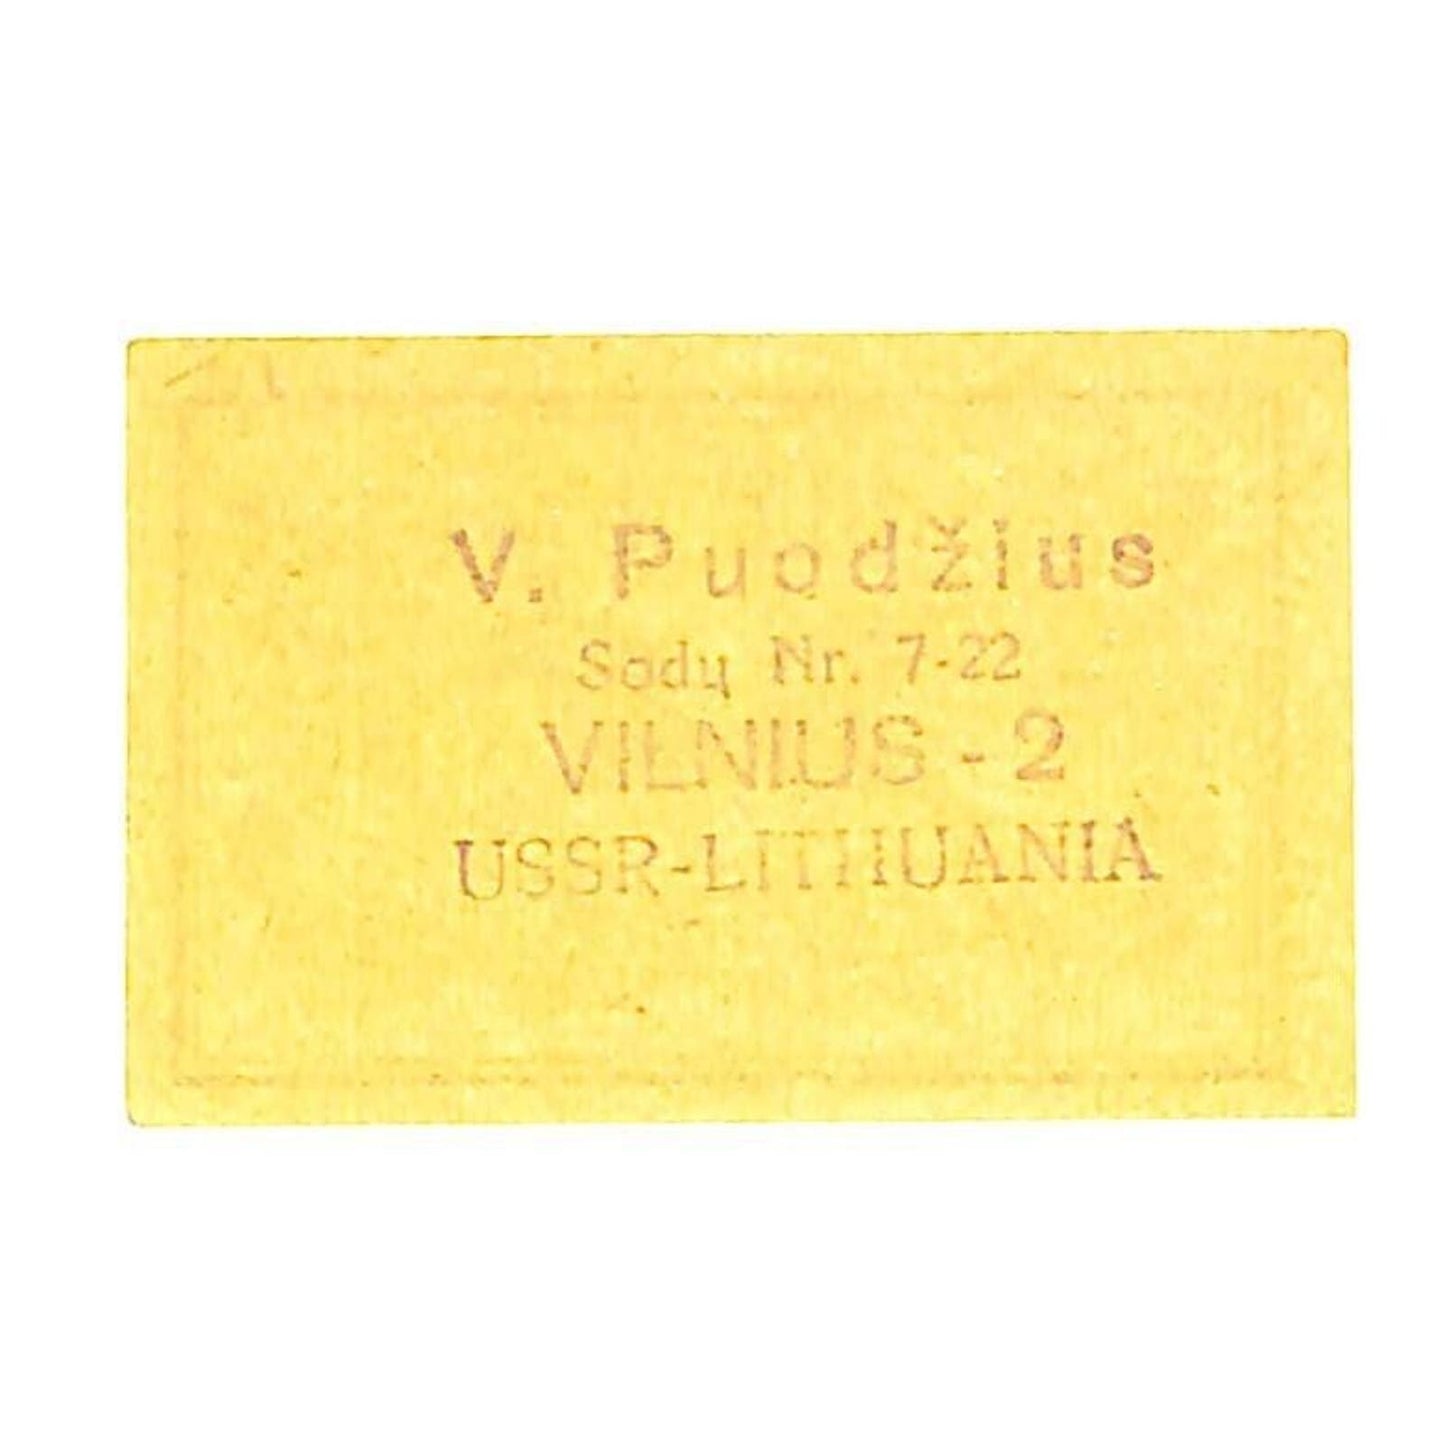 V. Puodžius
Sodų Nr. 7-22
VILNIUS - 2
USSR-LITHUANIA